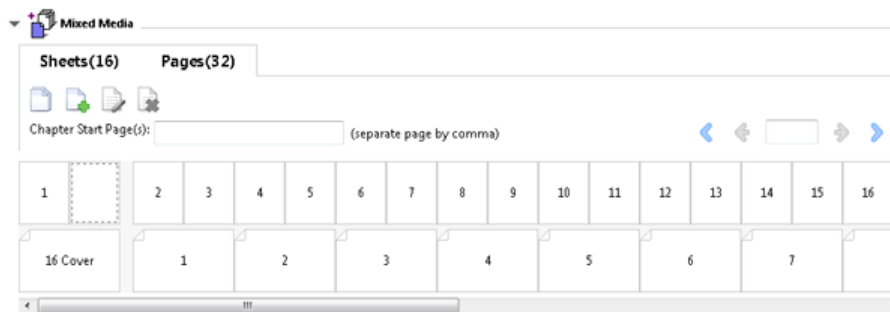 Mixed Media
Sheets(16) Pages(32)
Chapter Start Page(s): (separate page by comma)
1 2 3 4 5 6 7 8 9 10 11 12 13 14 15 16
16 Cover 1 2 3 4 5 6 7